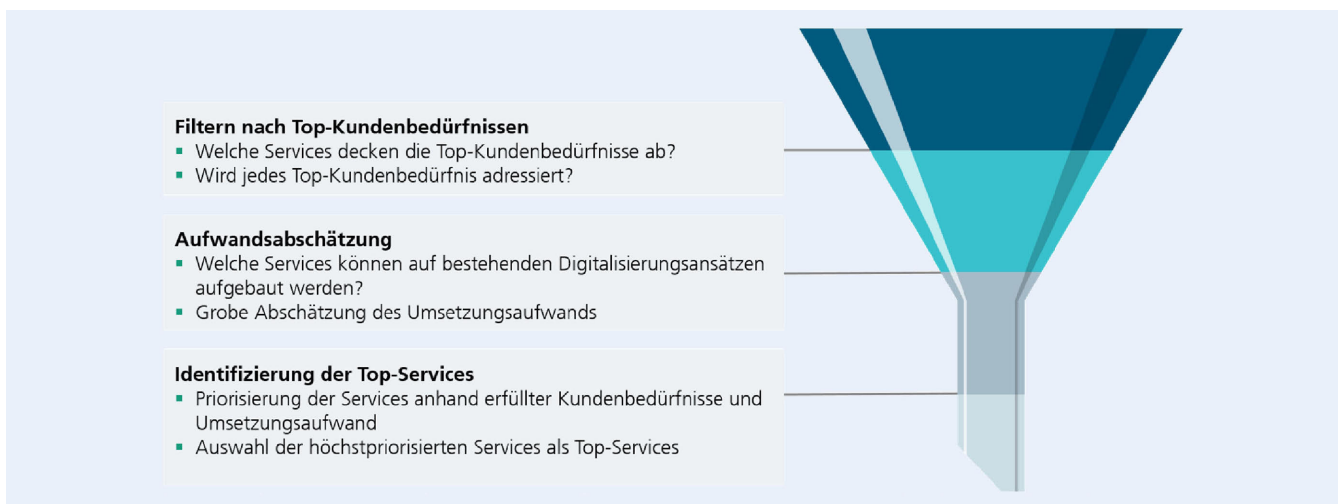 Filtern nach Top-Kundenbedürfnissen
▪ Welche Services decken die Top-Kundenbedürfnisse ab?
▪ Wird jedes Top-Kundenbedürfnis adressiert?
Aufwandsabschätzung
▪ Welche Services können auf bestehenden Digitalisierungsansätzen
aufgebaut werden?
▪ Grobe Abschätzung des Umsetzungsaufwands
Identifizierung der Top-Services
▪ Priorisierung der Services anhand erfüllter Kundenbedürfnisse und
Umsetzungsaufwand
▪ Auswahl der höchstpriorisierten Services als Top-Services